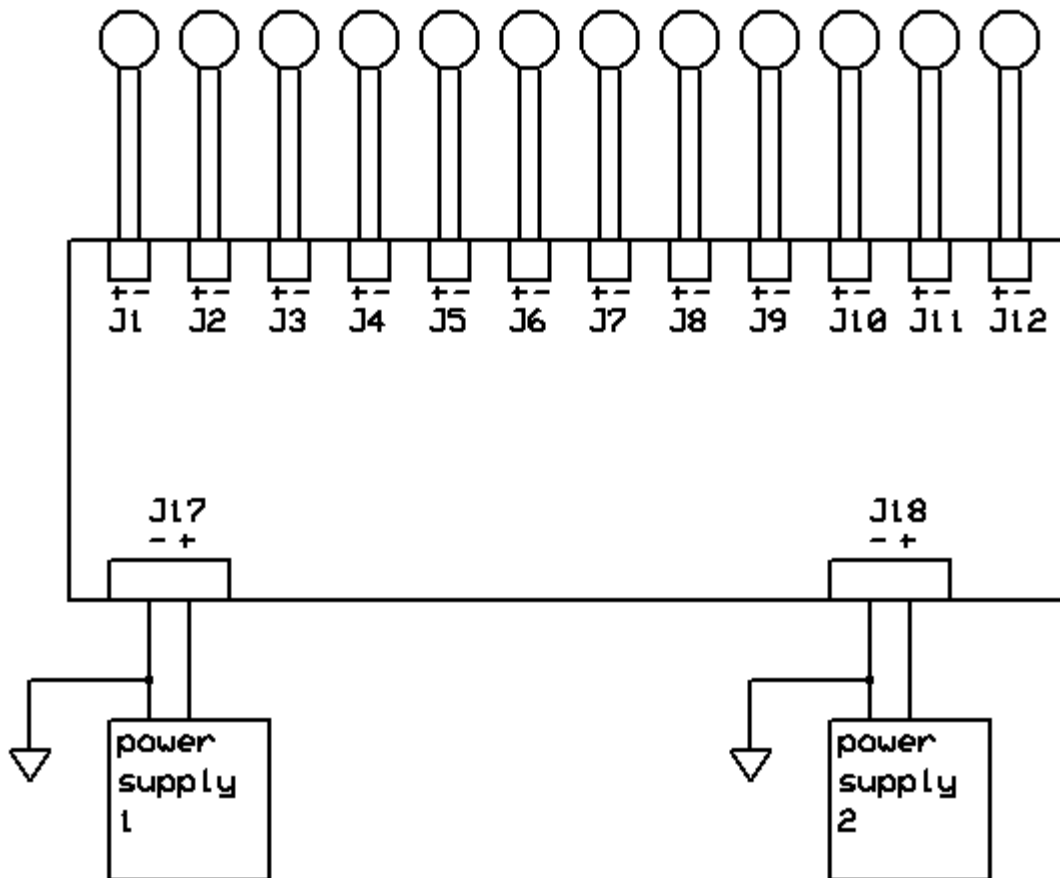 +- +- +- +- +- +- +- +- +- +- +- +-
J1 J2 J3 J4 J5 J6 J7 J8 J9 J10 J11 J12
J17 J18
- + - +
power supply 1
power supply 2